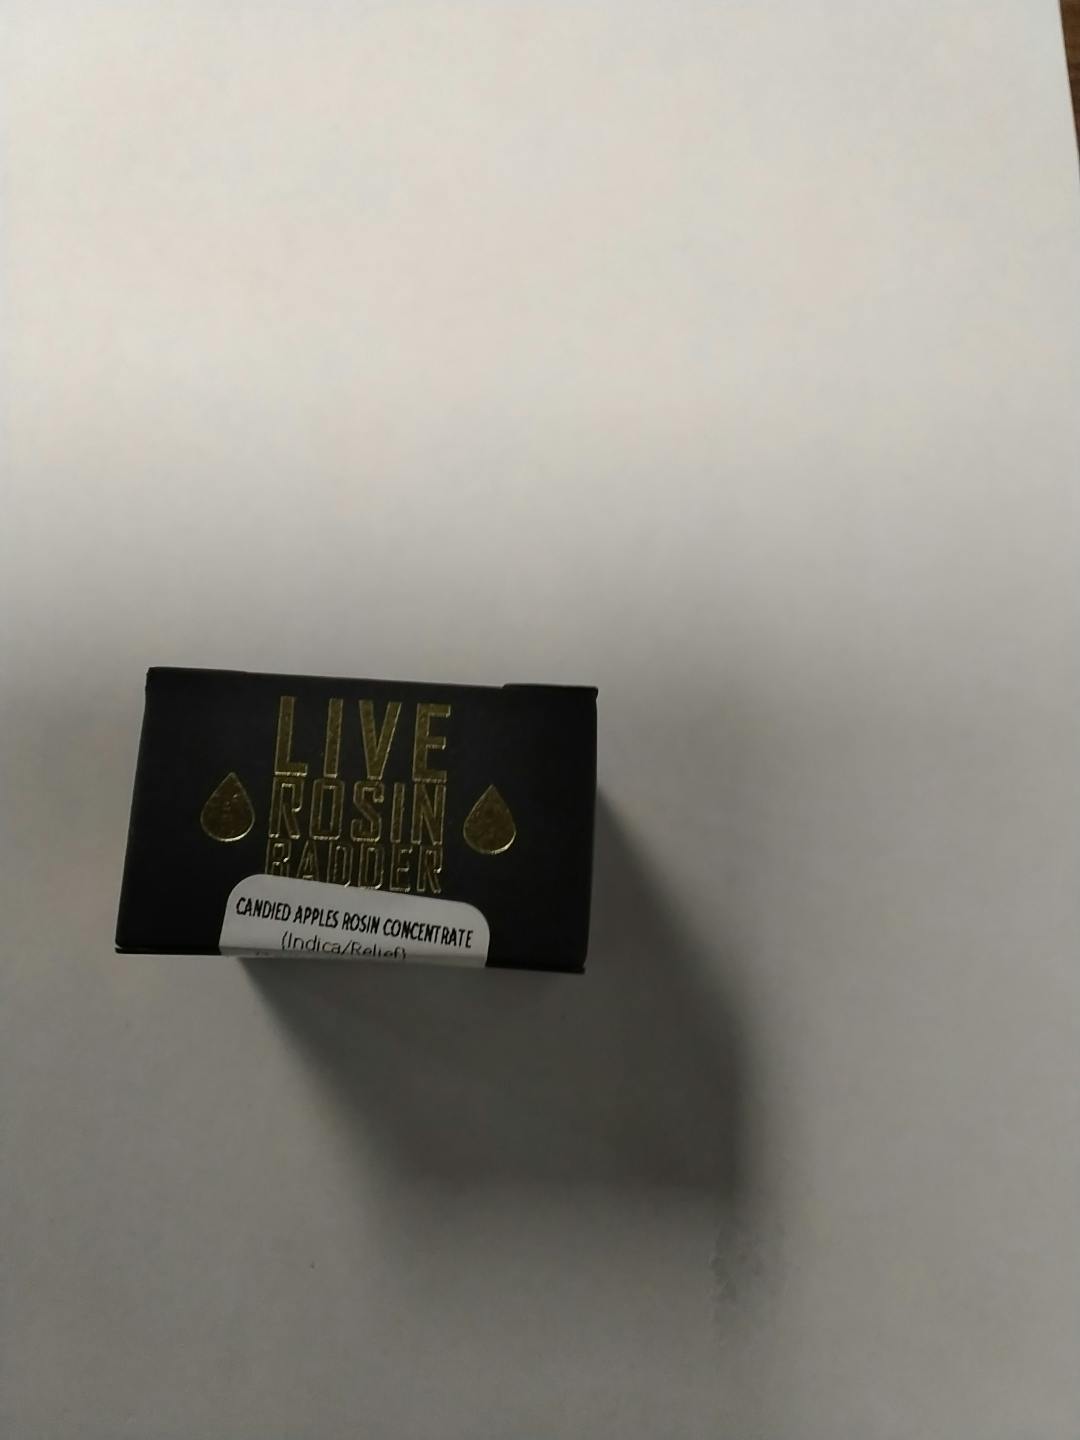 LIVE
ROSIN
BADDER
CANDIED APPLES ROSIN CONCENTRATE
(Indica/Relief)